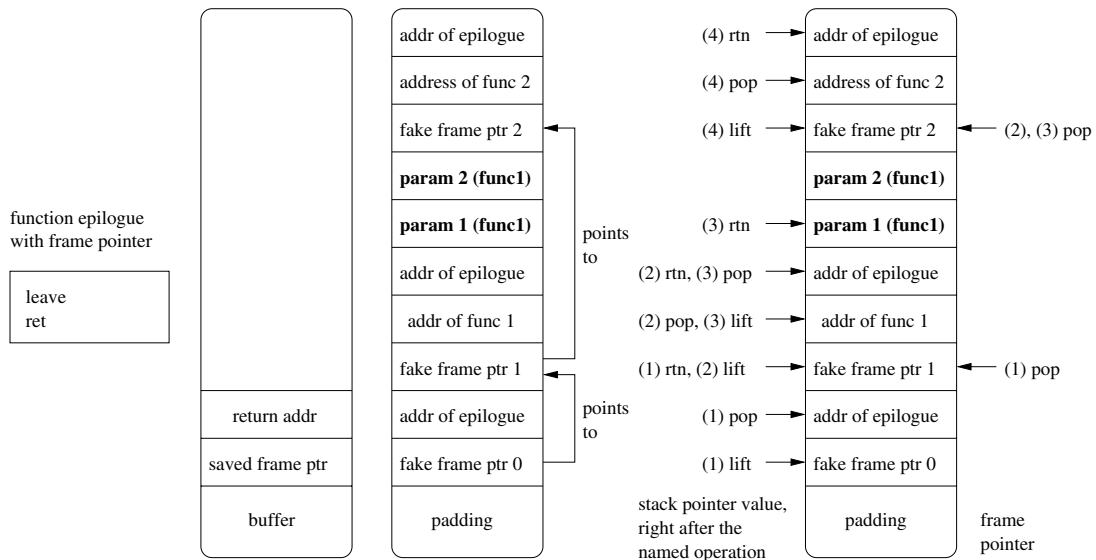 function epilogue
with frame pointer
leave
ret
return addr
saved frame ptr
buffer
addr of epilogue
address of func 2
fake frame ptr 2
param 2 (func1)
param 1 (func1)
addr of epilogue
addr of func 1
fake frame ptr 1
addr of epilogue
fake frame ptr 0
padding
points
to
points
to
(4) rtn
(4) pop
(4) lift
(3) rtn
(2) rtn, (3) pop
(2) pop, (3) lift
(1) rtn, (2) lift
(1) pop
(1) lift
stack pointer value,
right after the
named operation
addr of epilogue
address of func 2
fake frame ptr 2
param 2 (func1)
param 1 (func1)
addr of epilogue
addr of func 1
fake frame ptr 1
addr of epilogue
fake frame ptr 0
padding
(2), (3) pop
(1) pop
frame
pointer